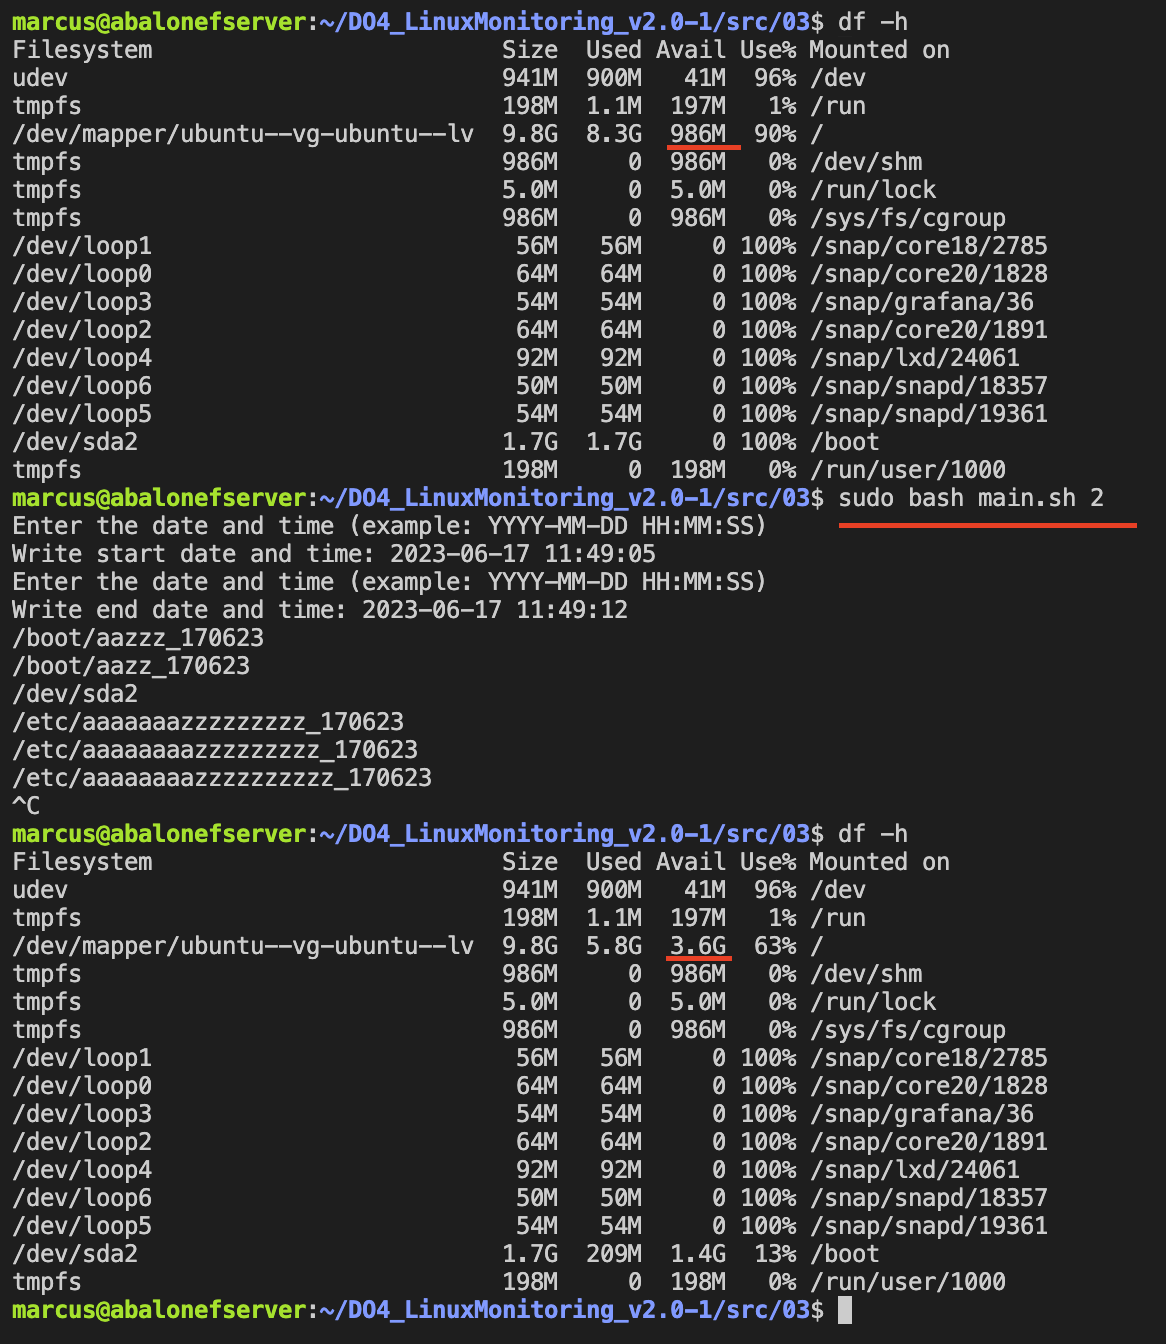 marcus@abalonefserver:~/DO4_LinuxMonitoring_v2.0-1/src/03$ df -h
Filesystem                         Size  Used Avail Use% Mounted on
udev                               941M  900M   41M  96% /dev
tmpfs                              198M  1.1M  197M   1% /run
/dev/mapper/ubuntu--vg-ubuntu--lv  9.8G  8.3G  986M  90% /
tmpfs                              986M     0  986M   0% /dev/shm
tmpfs                              5.0M     0  5.0M   0% /run/lock
tmpfs                              986M     0  986M   0% /sys/fs/cgroup
/dev/loop1                          56M   56M     0 100% /snap/core18/2785
/dev/loop0                          64M   64M     0 100% /snap/core20/1828
/dev/loop3                          54M   54M     0 100% /snap/grafana/36
/dev/loop2                          64M   64M     0 100% /snap/core20/1891
/dev/loop4                          92M   92M     0 100% /snap/lxd/24061
/dev/loop6                          50M   50M     0 100% /snap/snapd/18357
/dev/loop5                          54M   54M     0 100% /snap/snapd/19361
/dev/sda2                          1.7G  1.7G     0 100% /boot
tmpfs                              198M     0  198M   0% /run/user/1000
marcus@abalonefserver:~/DO4_LinuxMonitoring_v2.0-1/src/03$ sudo bash main.sh 2
Enter the date and time (example: YYYY-MM-DD HH:MM:SS)
Write start date and time: 2023-06-17 11:49:05
Enter the date and time (example: YYYY-MM-DD HH:MM:SS)
Write end date and time: 2023-06-17 11:49:12
/boot/aazzz_170623
/boot/aazz_170623
/dev/sda2
/etc/aaaaaaazzzzzzzzz_170623
/etc/aaaaaaaazzzzzzzzz_170623
/etc/aaaaaaaazzzzzzzzzz_170623
^C
marcus@abalonefserver:~/DO4_LinuxMonitoring_v2.0-1/src/03$ df -h
Filesystem                         Size  Used Avail Use% Mounted on
udev                               941M  900M   41M  96% /dev
tmpfs                              198M  1.1M  197M   1% /run
/dev/mapper/ubuntu--vg-ubuntu--lv  9.8G  5.8G  3.6G  63% /
tmpfs                              986M     0  986M   0% /dev/shm
tmpfs                              5.0M     0  5.0M   0% /run/lock
tmpfs                              986M     0  986M   0% /sys/fs/cgroup
/dev/loop1                          56M   56M     0 100% /snap/core18/2785
/dev/loop0                          64M   64M     0 100% /snap/core20/1828
/dev/loop3                          54M   54M     0 100% /snap/grafana/36
/dev/loop2                          64M   64M     0 100% /snap/core20/1891
/dev/loop4                          92M   92M     0 100% /snap/lxd/24061
/dev/loop6                          50M   50M     0 100% /snap/snapd/18357
/dev/loop5                          54M   54M     0 100% /snap/snapd/19361
/dev/sda2                          1.7G  209M  1.4G  13% /boot
tmpfs                              198M     0  198M   0% /run/user/1000
marcus@abalonefserver:~/DO4_LinuxMonitoring_v2.0-1/src/03$